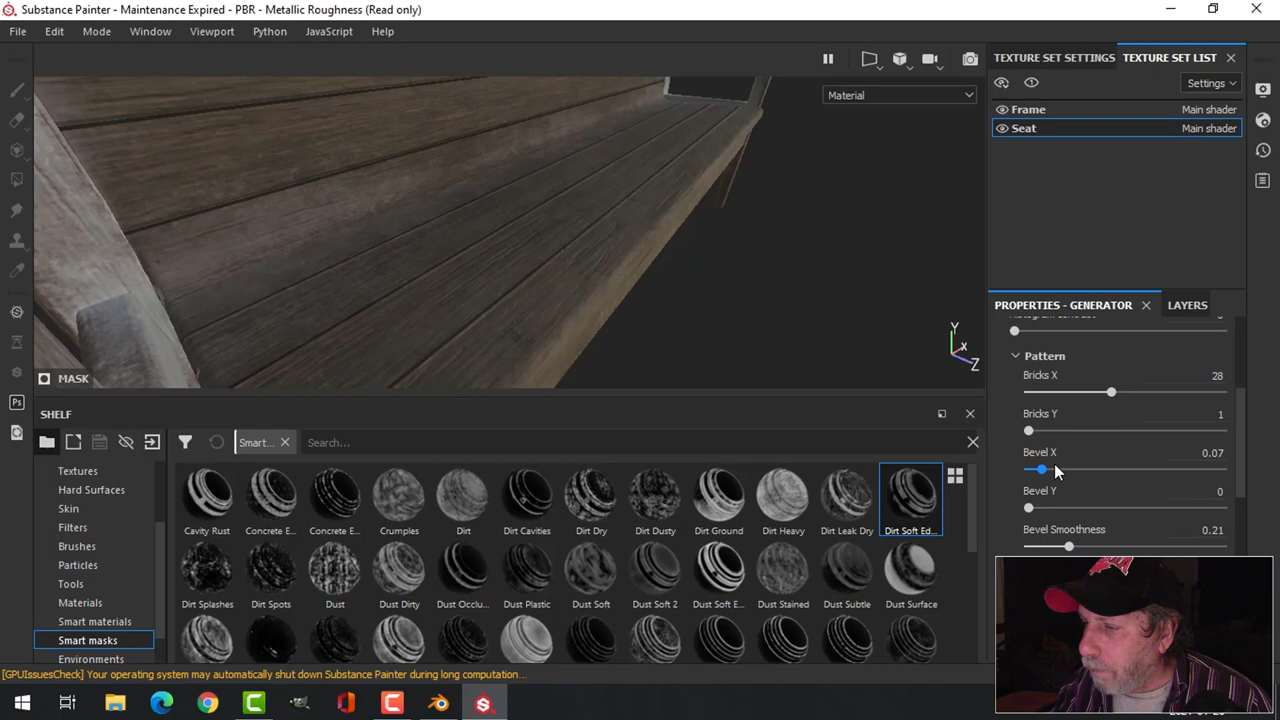 Substance Painter - Maintenance Expired - PBR - Metallic Roughness (Read only)
File Edit Mode Window Viewport Python JavaScript Help
TEXTURE SET SETTINGS TEXTURE SET LIST
Settings
Material
Frame Main shader
Seat Main shader
Y
X
Z
MASK
PROPERTIES - GENERATOR LAYERS
Pattern
Bricks X 28
Bricks Y 1
Bevel X 0.07
Bevel Y 0
Bevel Smoothness 0.21
SHELF
Ps
Smart... Search...
Textures
Hard Surfaces
Skin
Filters
Brushes
Particles
Tools
Materials
Smart materials
Smart masks
Environments
Cavity Rust Concrete E... Concrete E... Crumples Dirt Dirt Cavities Dirt Dry Dirt Dusty Dirt Ground Dirt Heavy Dirt Leak Dry Dirt Soft Ed...
Dirt Splashes Dirt Spots Dust Dust Dirty Dust Occlu... Dust Plastic Dust Soft Dust Soft 2 Dust Soft E... Dust Stained Dust Subtle Dust Surface
[GPUIssuesCheck] Your operating system may automatically shut down Substance Painter during long computation...